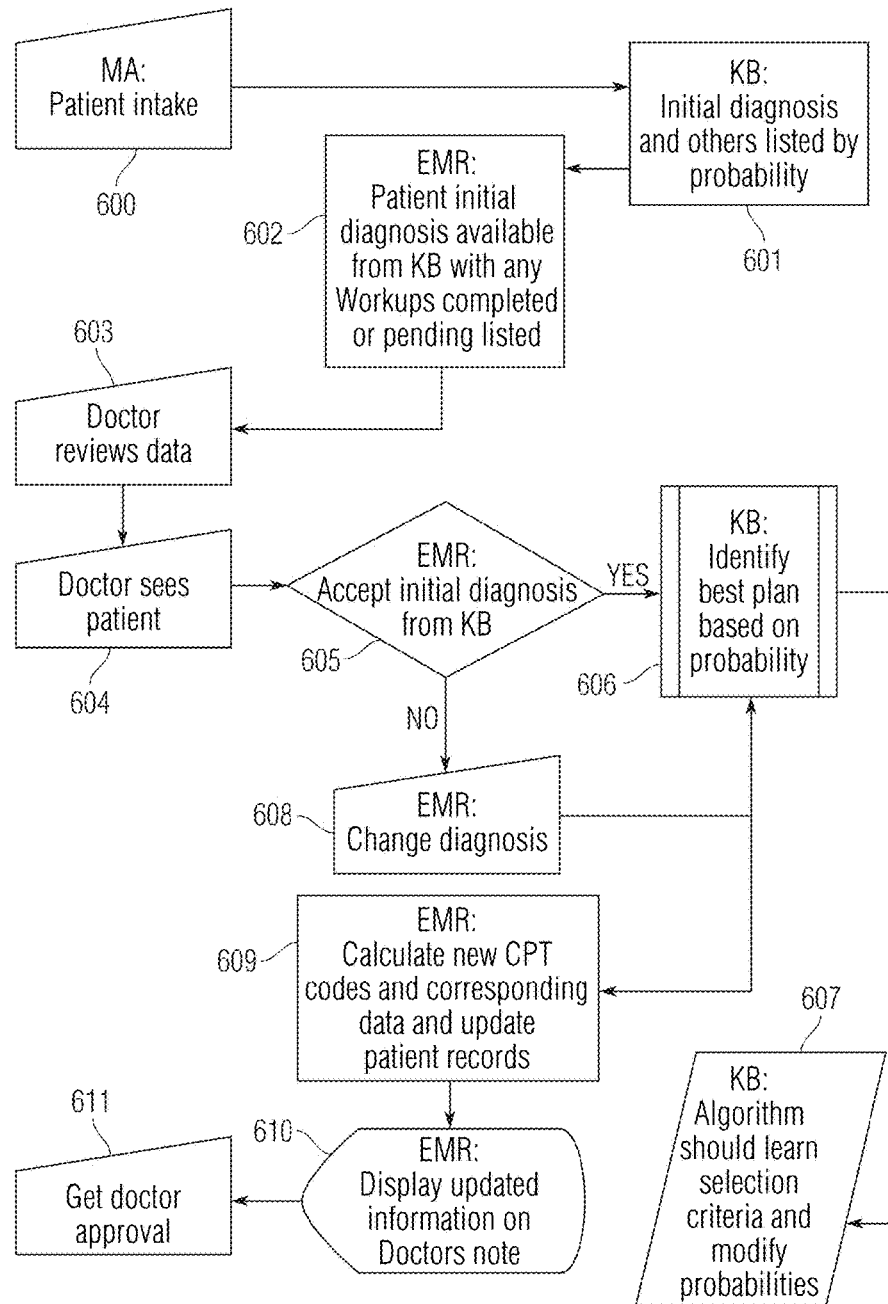 MA:
Patient intake
600
KB:
Initial diagnosis
and others listed by
probability
601
EMR:
Patient initial
diagnosis available
from KB with any
Workups completed
or pending listed
602
603
Doctor
reviews data
Doctor sees
patient
604
EMR:
Accept initial diagnosis
from KB
605
YES
NO
KB:
Identify
best plan
based on
probability
606
608
EMR:
Change diagnosis
609
EMR:
Calculate new CPT
codes and corresponding
data and update
patient records
607
KB:
Algorithm
should learn
selection
criteria and
modify
probabilities
610
EMR:
Display updated
information on
Doctors note
611
Get doctor
approval